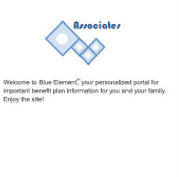 Associates
Welcome to Blue Element℠, your personalized portal for
important benefit plan information for you and your family.
Enjoy the site!